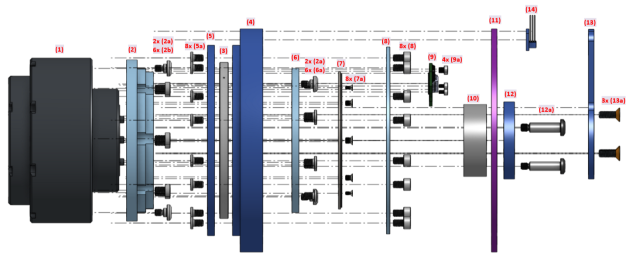 (1)
(2)
2x (2a)
6x (2b)
8x (5a)
(5)
(3)
(4)
(6)
2x (2a)
6x (6a)
(7)
8x (7a)
(8)
8x (8)
(9)
4x (9a)
(10)
(11)
(12)
(12a)
(14)
(13)
3x (13a)